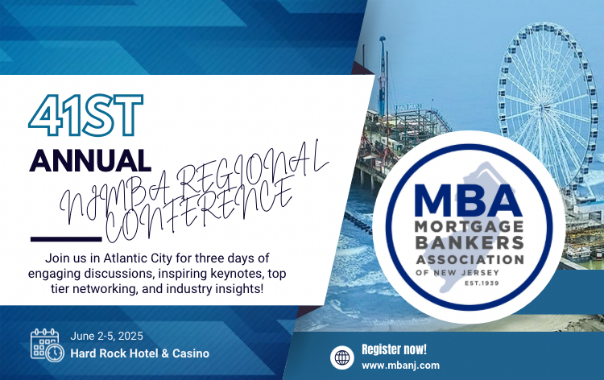 41ST
ANNUAL
NJMBA REGIONAL
CONFERENCE
Join us in Atlantic City for three days of
engaging discussions, inspiring keynotes, top
tier networking, and industry insights!
June 2-5, 2025
Hard Rock Hotel & Casino
MBA
MORTGAGE
BANKERS
ASSOCIATION
OF NEW JERSEY
EST.1939
Register now!
www.mbanj.com